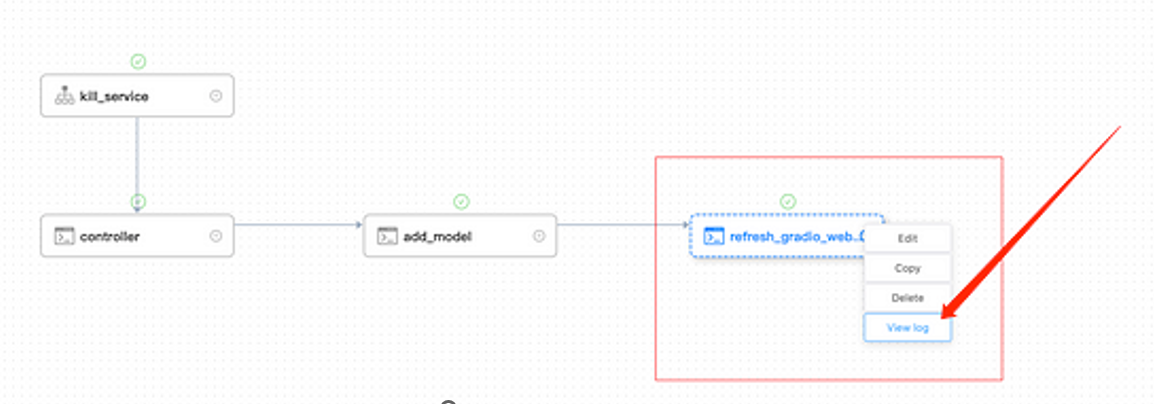 kill_service
controller
add_model
refresh_gradio_web...
Edit
Copy
Delete
View log